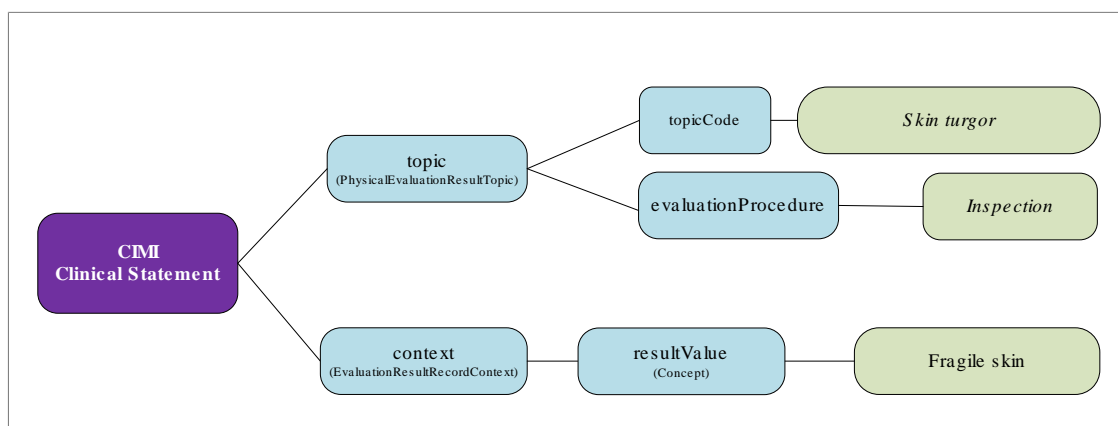 CIMI
Clinical Statement
topic
(PhysicalEvaluationResultTopic)
topicCode
Skin turgor
evaluationProcedure
Inspection
context
(EvaluationResultRecordContext)
resultValue
(Concept)
Fragile skin